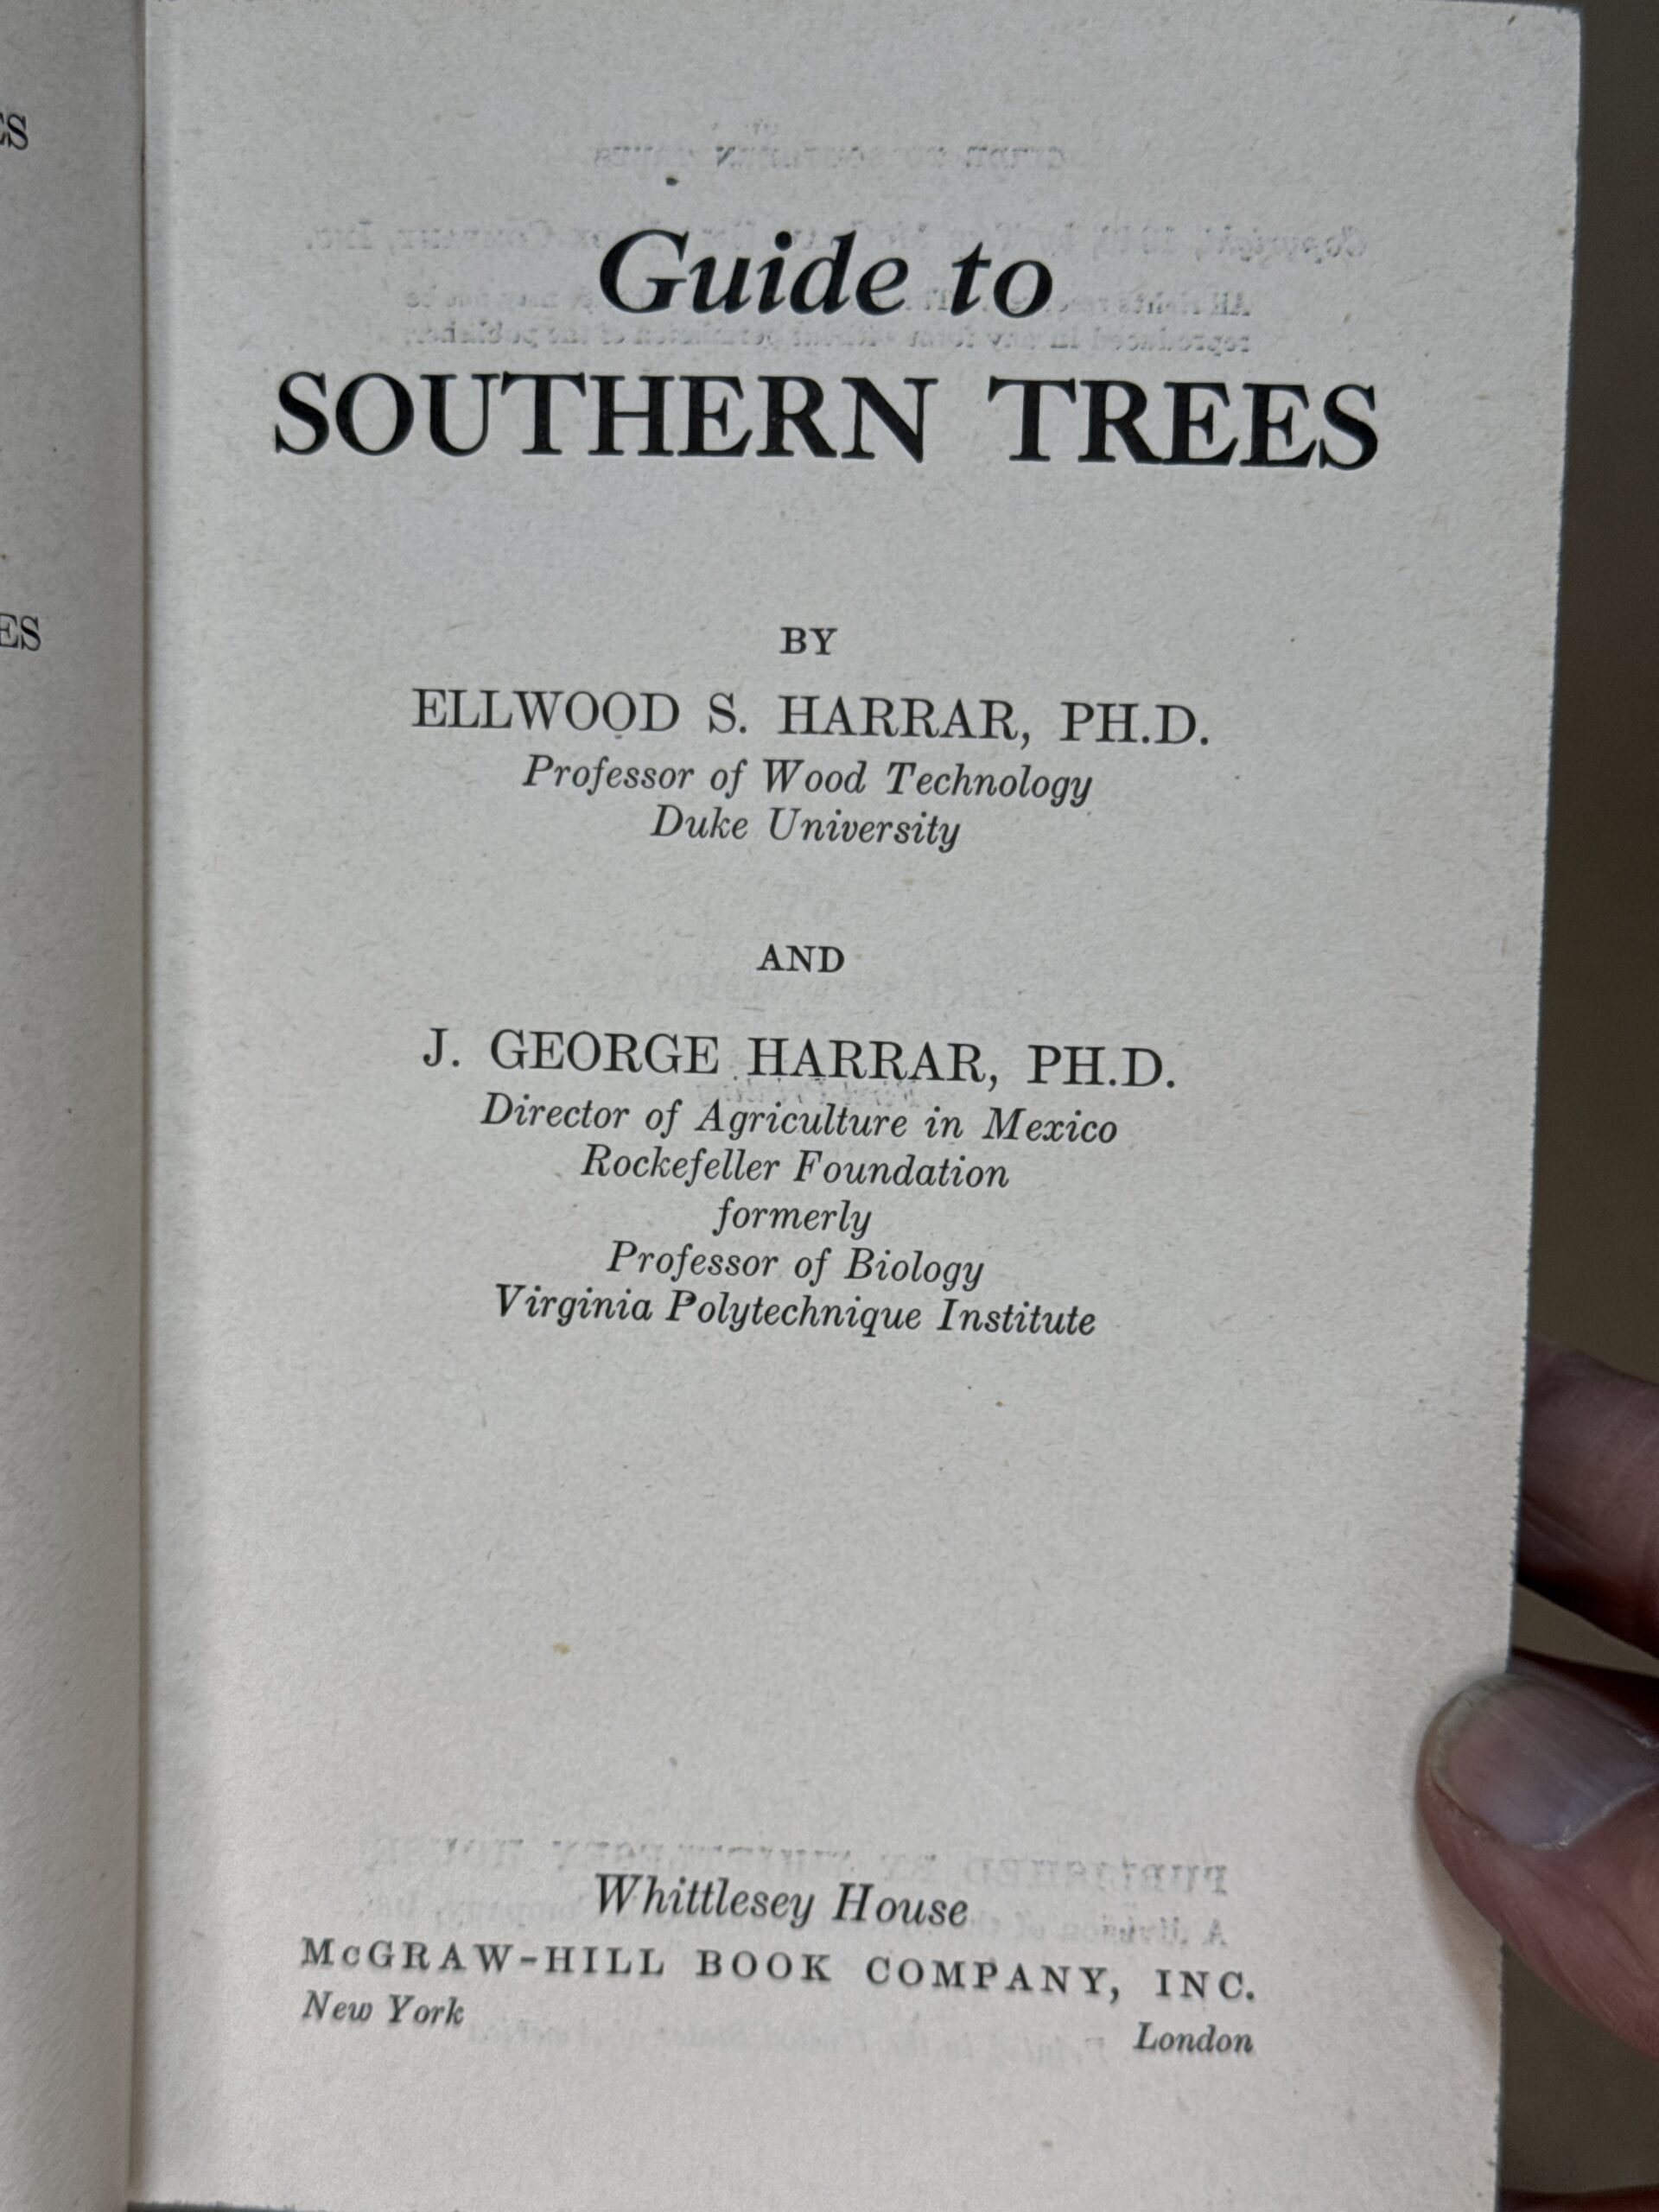 ES
ES
Guide to
SOUTHERN TREES
BY
ELLWOOD S. HARRAR, PH.D.
Professor of Wood Technology
Duke University
AND
J. GEORGE HARRAR, PH.D.
Director of Agriculture in Mexico
Rockefeller Foundation
formerly
Professor of Biology
Virginia Polytechnique Institute
Whittlesey House
McGRAW-HILL BOOK COMPANY, INC.
New York
London